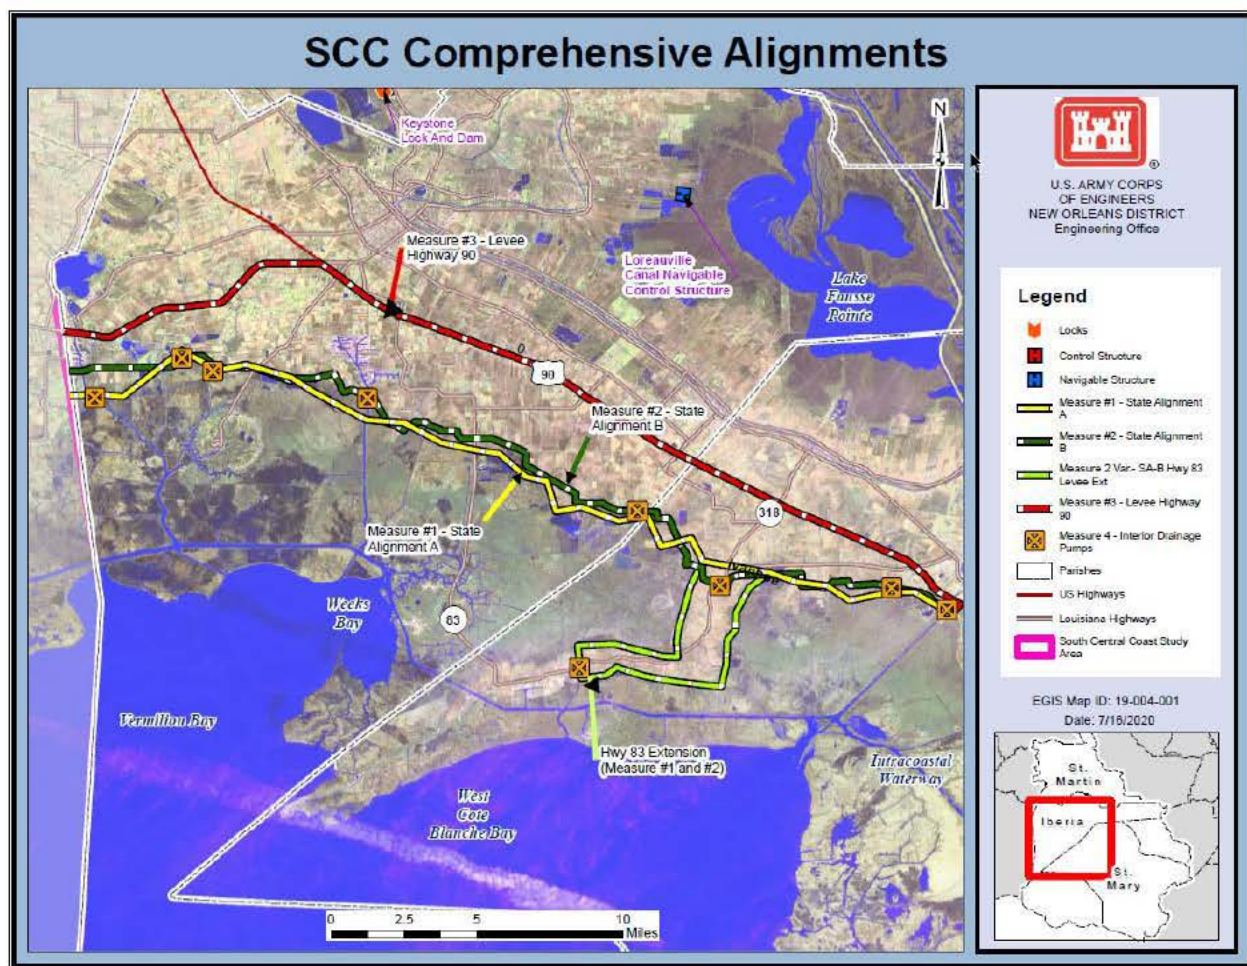 SCC Comprehensive Alignments
Keystone
Lock And Dam
N
Measure #3 - Levee
Highway 90
Loreauville
Canal Navigable
Control Structure
Lake
Fausse
Pointe
90
Measure #2 - State
Alignment B
318
Measure #1 - State
Alignment A
Weeks
Bay
83
Vermilion Bay
Hwy 83 Extension
(Measure #1 and #2)
Intracoastal
Waterway
West
Cote
Blanche Bay
0 2.5 5 10
Miles
®
U.S. ARMY CORPS
OF ENGINEERS
NEW ORLEANS DISTRICT
Engineering Office
Legend
Locks
Control Structure
Navigable Structure
Measure #1 - State Alignment
A
Measure #2 - State Alignment
B
Measure 2 Var.- SA-B Hwy 83
Levee Ext
Measure #3 - Levee Highway
90
Measure 4 - Interior Drainage
Pumps
Parishes
US Highways
Louisiana Highways
South Central Coast Study
Area
EGIS Map ID: 19-004-001
Date: 7/16/2020
St.
Martin
Iberia
St.
Mary